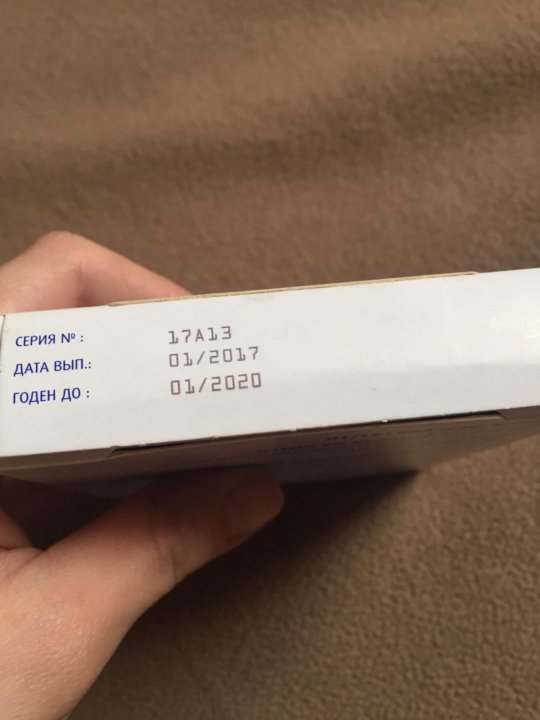 СЕРИЯ № : 17A13
ДАТА ВЫП.: 01/2017
ГОДЕН ДО : 01/2020